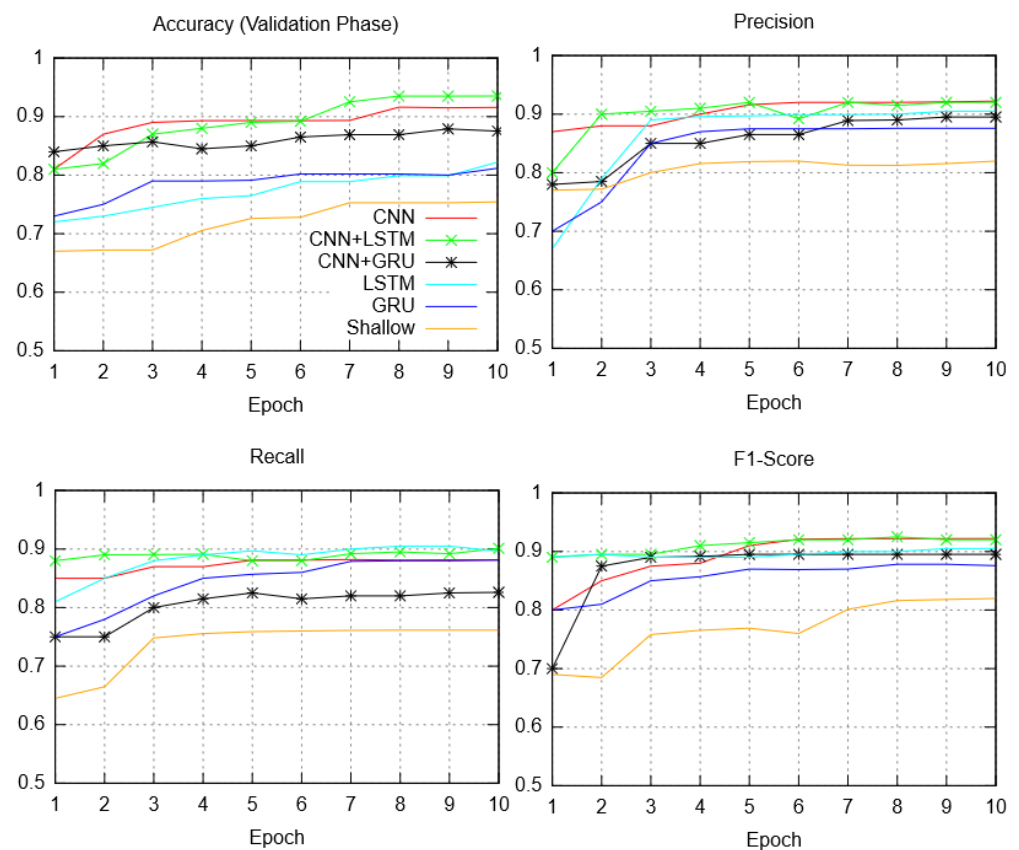 Accuracy (Validation Phase)
1
0.9
0.8
0.7
0.6
0.5
CNN
CNN+LSTM
CNN+GRU
LSTM
GRU
Shallow
1 2 3 4 5 6 7 8 9 10
Epoch
Precision
1
0.9
0.8
0.7
0.6
0.5
1 2 3 4 5 6 7 8 9 10
Epoch
Recall
1
0.9
0.8
0.7
0.6
0.5
1 2 3 4 5 6 7 8 9 10
Epoch
F1-Score
1
0.9
0.8
0.7
0.6
0.5
1 2 3 4 5 6 7 8 9 10
Epoch